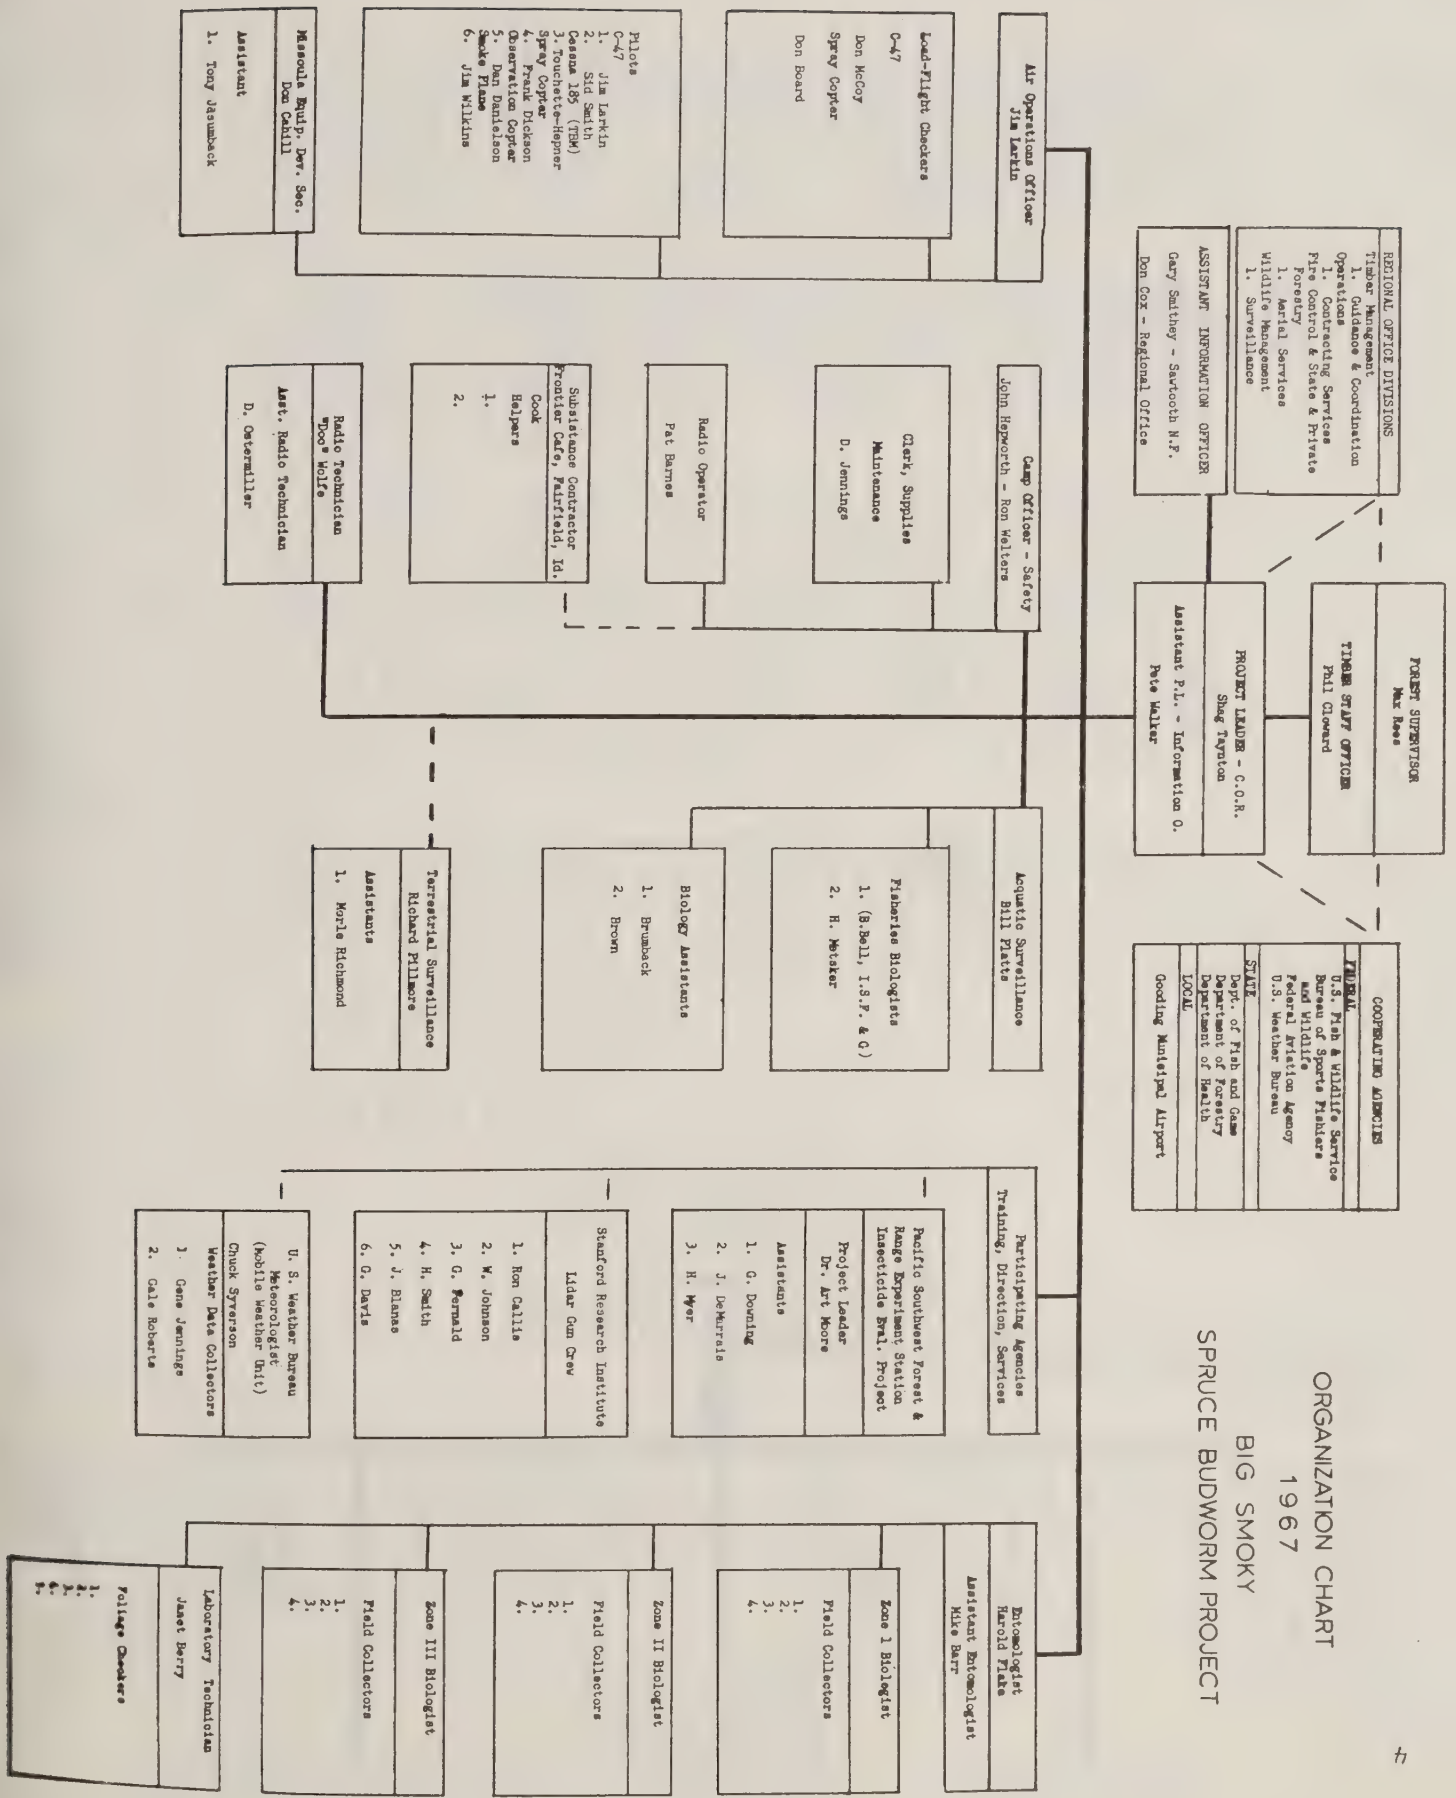 4
ORGANIZATION CHART
1967
BIG SMOKY
SPRUCE BUDWORM PROJECT
FOREST SUPERVISOR
Max Rees
TIMBER STAFF OFFICER
Phil Cloward
REGIONAL OFFICE DIVISIONS
Timber Management
1. Guidance & Coordination
Operations
1. Contracting Services
Fire Control & State & Private
Forestry
1. Aerial Services
Wildlife Management
1. Surveillance
ASSISTANT INFORMATION OFFICER
Gary Smithey - Sawtooth N.F.
Don Cox - Regional Office
PROJECT LEADER - C.O.R.
Shag Taynton
Assistant P.L. - Information O.
Pete Walker
COOPERATING AGENCIES
FEDERAL
U.S. Fish & Wildlife Service
Bureau of Sports Fishiers
and Wildlife
Federal Aviation Agency
U.S. Weather Bureau
STATE
Dept. of Fish and Game
Department of Forestry
Department of Health
LOCAL
Gooding Municipal Airport
Air Operations Officer
Jim Larkin
Load-Flight Checkers
C-47
Don McCoy
Spray Copter
Don Board
Pilots
C-47
1. Jim Larkin
2. Sid Smith
Cessna 185 (TBM)
3. Touchette-Hepner
Spray Copter
4. Frank Dickson
Observation Copter
5. Dan Danielson
Smoke Plane
6. Jim Wilkins
Missoula Equip. Dev. Sec.
Don Cahill
Assistant
1. Tony Jasumback
Camp Officer - Safety
John Hepworth - Ron Welters
Clerk, Supplies
Maintenance
D. Jennings
Radio Operator
Pat Barnes
Subsistance Contractor
Frontier Cafe, Fairfield, Id.
Cook
Helpers
1.
2.
Radio Technician
"Doc" Wolfe
Asst. Radio Technician
D. Ostermiller
Acquatic Surveillance
Bill Platts
Fisheries Biologists
1. (B.Bell, I.S.F. & G)
2. H. Metsker
Biology Assistants
1. Brumback
2. Brown
Terrestrial Surveillance
Richard Pillmore
Assistants
1. Morle Richmond
Participating Agencies
Training, Direction, Services
Pacific Southwest Forest &
Range Experiment Station
Insecticide Eval. Project
Project Leader
Dr. Art Moore
Assistants
1. G. Downing
2. J. DeMarrais
3. H. Myer
Stanford Research Institute
Lidar Gun Crew
1. Ron Callis
2. W. Johnson
3. G. Fernald
4. H. Smith
5. J. Blanas
6. G. Davis
U. S. Weather Bureau
Meteorologist
(Mobile Weather Unit)
Chuck Syverson
Weather Data Collectors
1. Gene Jennings
2. Gale Roberts
Entomologist
Harold Flake
Assistant Entomologist
Mike Barr
Zone 1 Biologist
Field Collectors
1.
2.
3.
4.
Zone II Biologist
Field Collectors
1.
2.
3.
4.
Zone III Biologist
Field Collectors
1.
2.
3.
4.
Laboratory Technician
Janet Berry
Foliage Checkers
1.
2.
3.
4.
5.